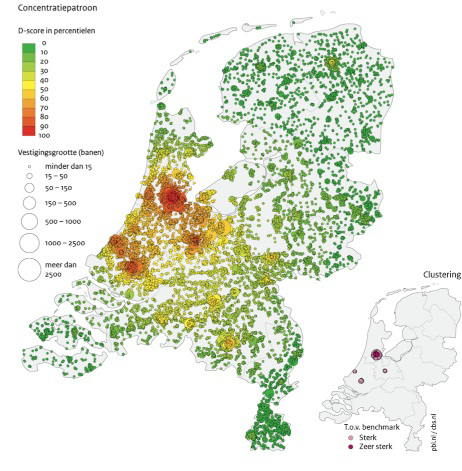 Concentratiepatroon
D-score in percentielen
0
10
20
30
40
50
60
70
80
90
100
Vestigingsgrootte (banen)
minder dan 15
15 – 50
50 – 150
150 – 500
500 – 1000
1000 – 2500
meer dan
2500
Clustering
T.o.v. benchmark
Sterk
Zeer sterk
pbl.nl / cbs.nl